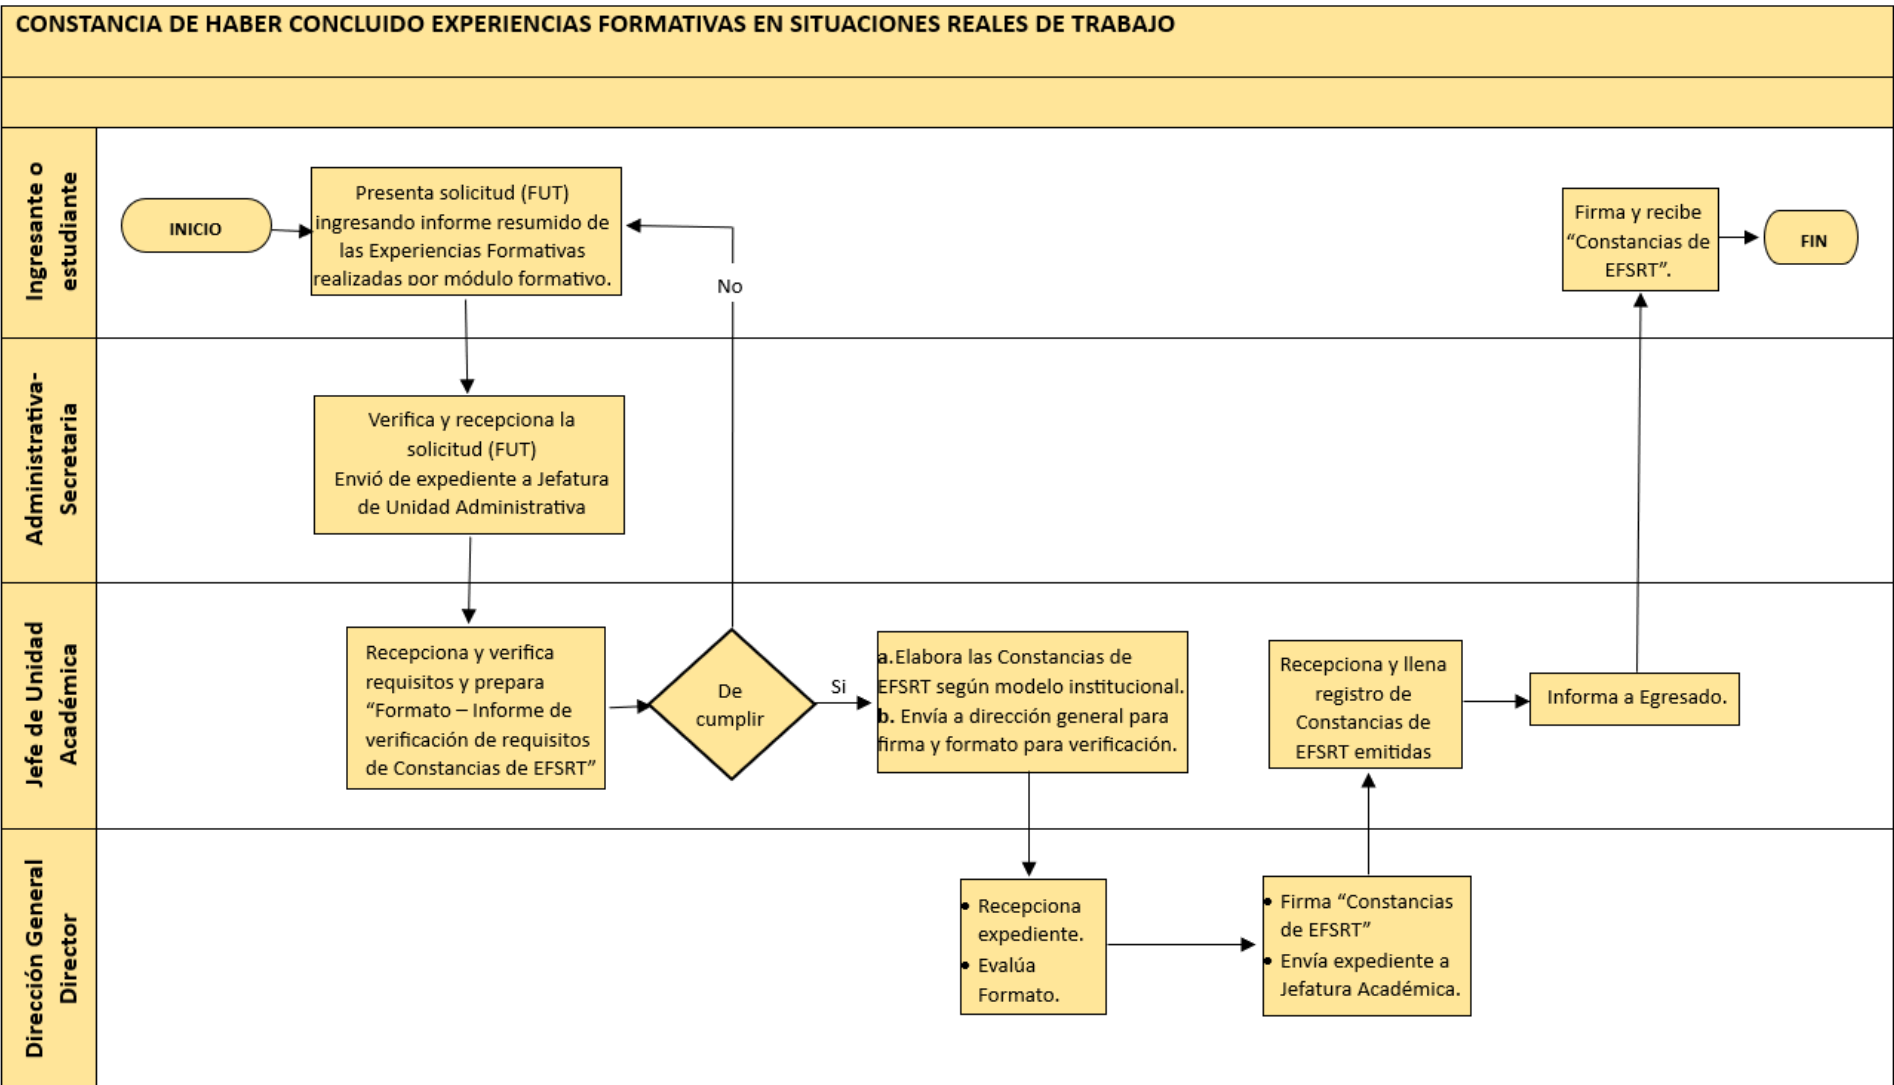 CONSTANCIA DE HABER CONCLUIDO EXPERIENCIAS FORMATIVAS EN SITUACIONES REALES DE TRABAJO
Ingresante o
estudiante
INICIO
Presenta solicitud (FUT)
ingresando informe resumido de
las Experiencias Formativas
realizadas por módulo formativo.
No
Firma y recibe
“Constancias de
EFSRT”.
FIN
Administrativa-
Secretaria
Verifica y recepciona la
solicitud (FUT)
Envió de expediente a Jefatura
de Unidad Administrativa
Jefe de Unidad
Académica
Recepciona y verifica
requisitos y prepara
“Formato – Informe de
verificación de requisitos
de Constancias de EFSRT”
De
cumplir
Si
a.Elabora las Constancias de
EFSRT según modelo institucional.
b. Envía a dirección general para
firma y formato para verificación.
Recepciona y llena
registro de
Constancias de
EFSRT emitidas
Informa a Egresado.
Dirección General
Director
• Recepciona
expediente.
• Evalúa
Formato.
• Firma “Constancias
de EFSRT”
• Envía expediente a
Jefatura Académica.